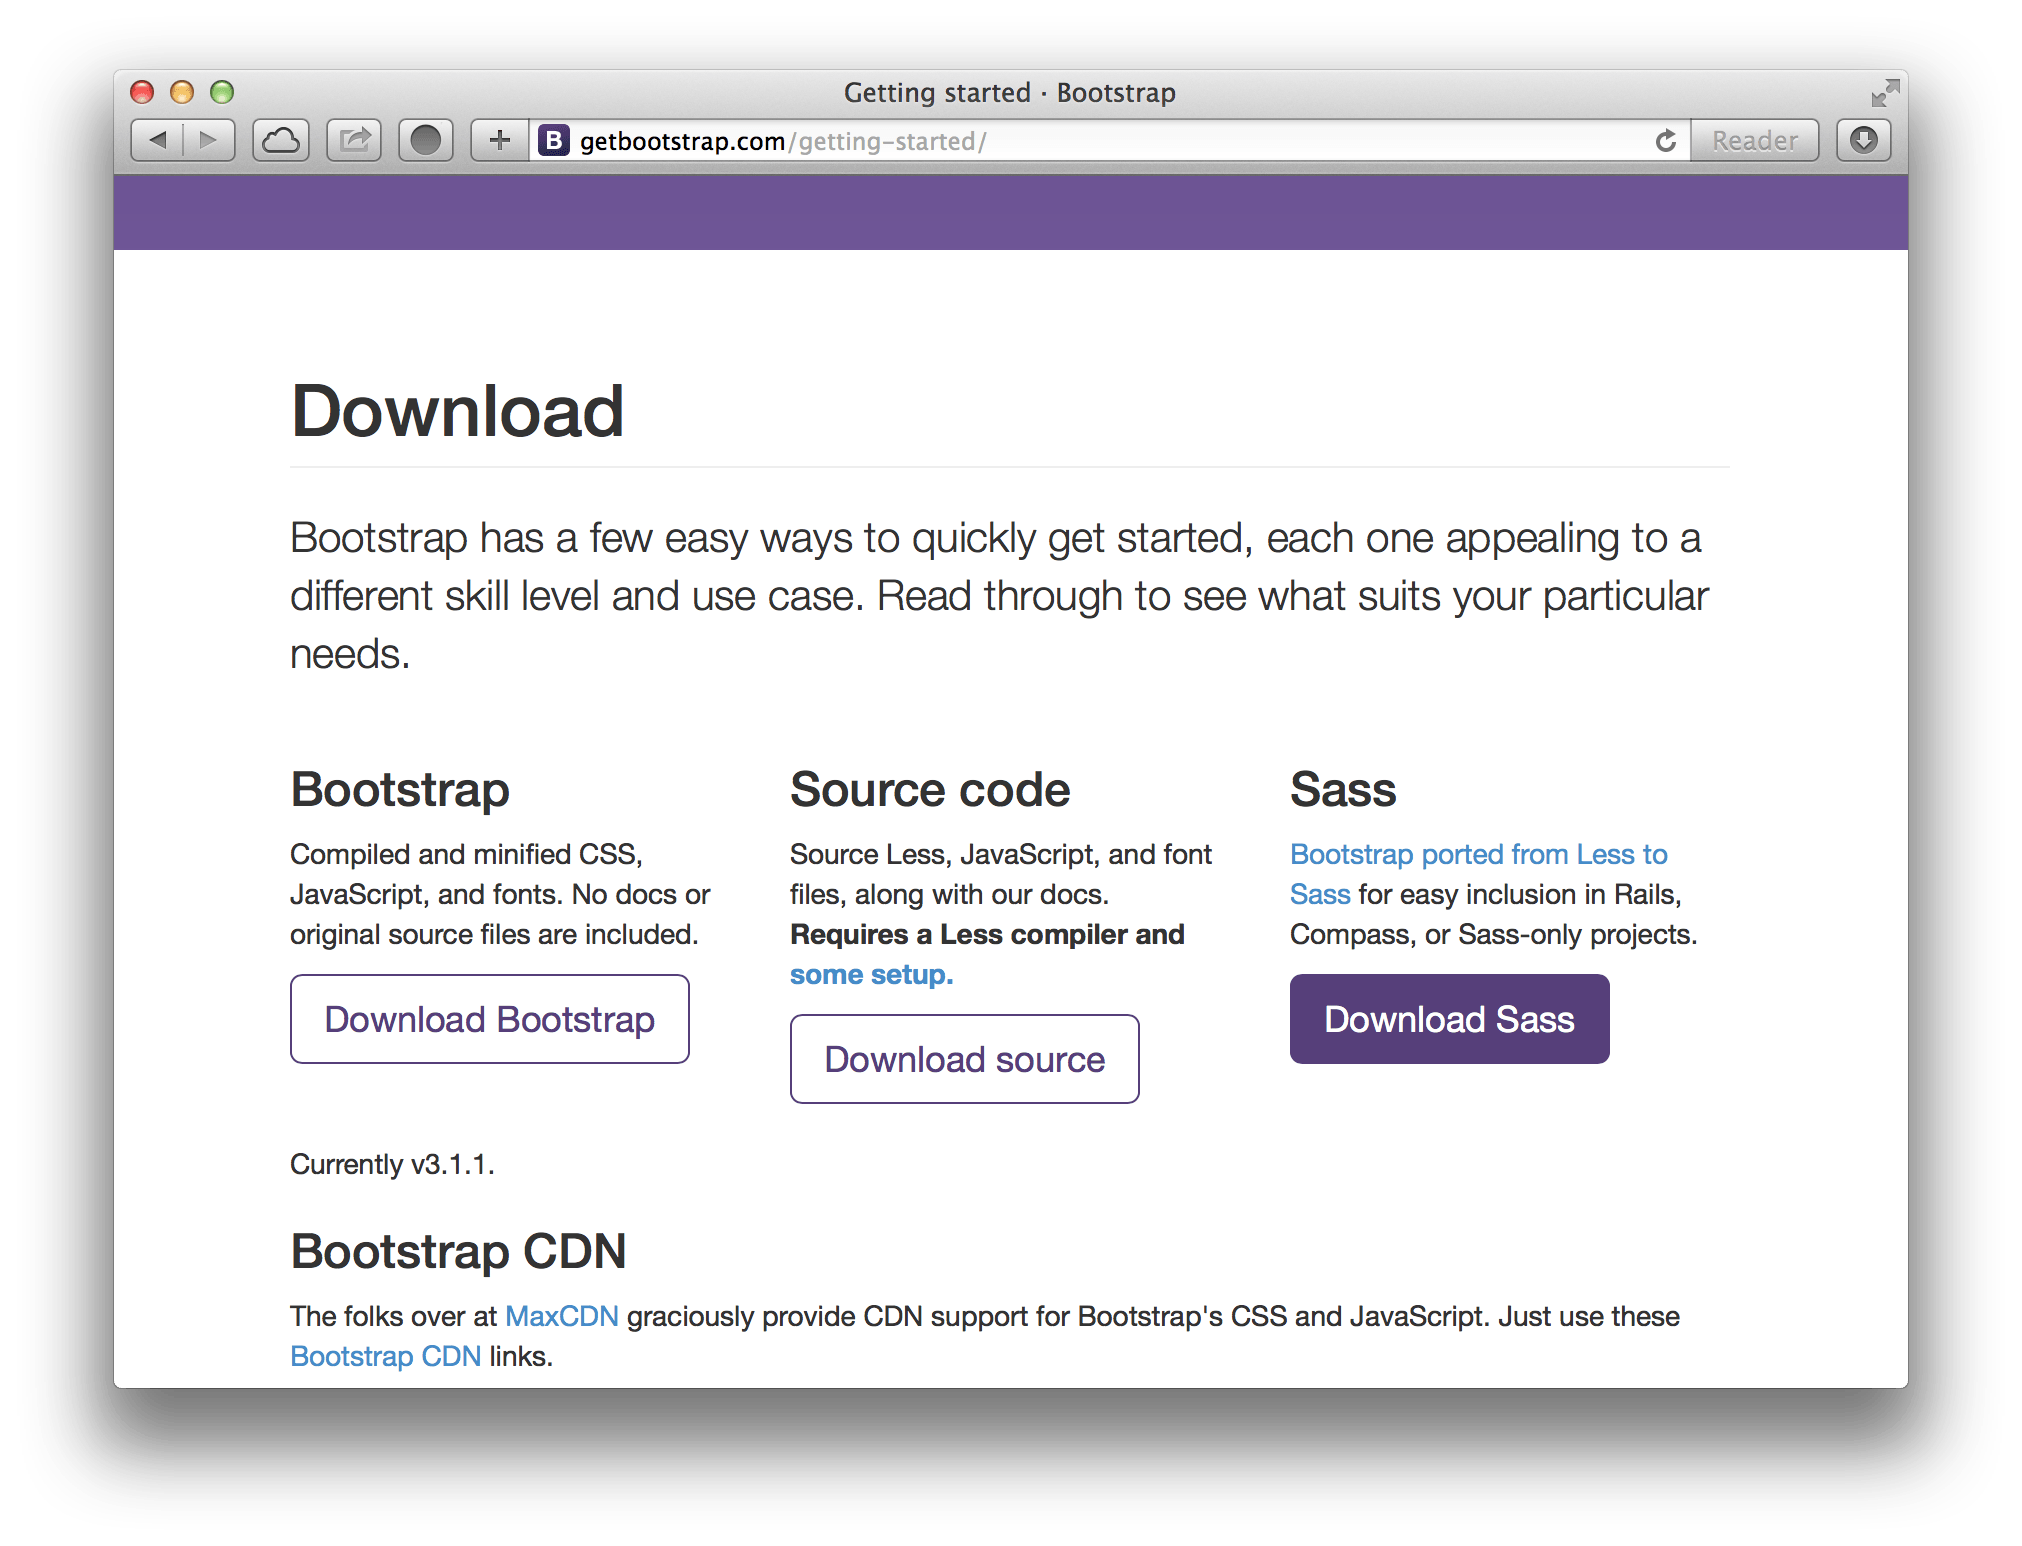 Getting started · Bootstrap
B getbootstrap.com/getting-started/ Reader
Download
Bootstrap has a few easy ways to quickly get started, each one appealing to a
different skill level and use case. Read through to see what suits your particular
needs.
Bootstrap
Compiled and minified CSS,
JavaScript, and fonts. No docs or
original source files are included.
Download Bootstrap
Source code
Source Less, JavaScript, and font
files, along with our docs.
Requires a Less compiler and
some setup.
Download source
Sass
Bootstrap ported from Less to
Sass for easy inclusion in Rails,
Compass, or Sass-only projects.
Download Sass
Currently v3.1.1.
Bootstrap CDN
The folks over at MaxCDN graciously provide CDN support for Bootstrap's CSS and JavaScript. Just use these
Bootstrap CDN links.